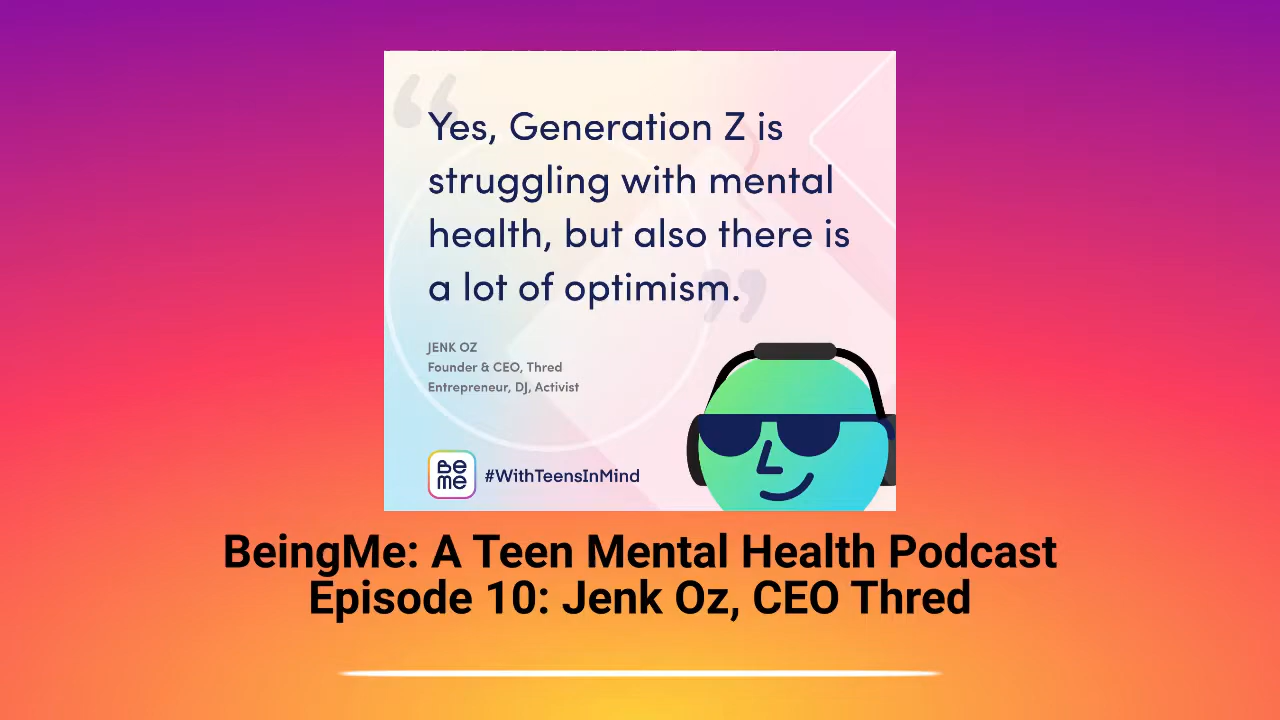 “
Yes, Generation Z is
struggling with mental
health, but also there is
a lot of optimism.
”
JENK OZ
Founder & CEO, Thred
Entrepreneur, DJ, Activist
Be
me
#WithTeensInMind
BeingMe: A Teen Mental Health Podcast
Episode 10: Jenk Oz, CEO Thred